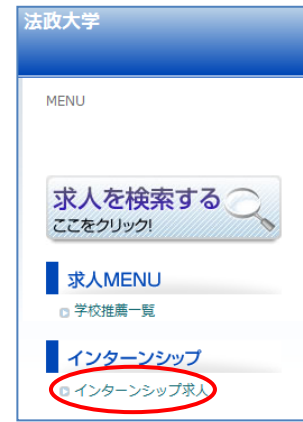 法政大学
MENU
求人を検索する
ここをクリック!
求人MENU
学校推薦一覧
インターンシップ
インターンシップ求人